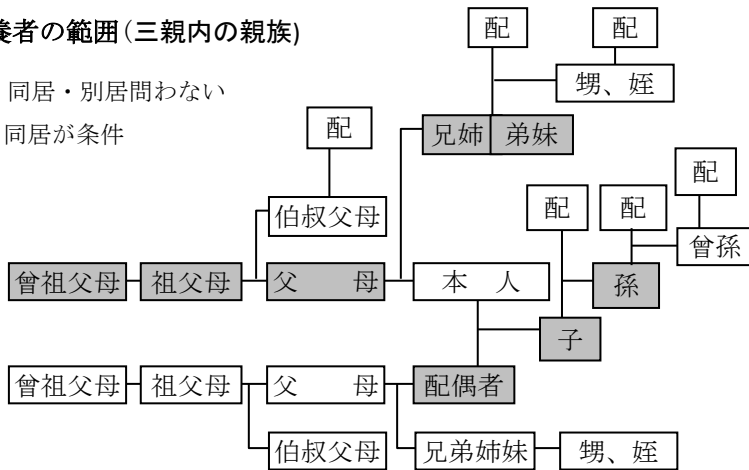 養者の範囲(三親内の親族)
同居・別居問わない
同居が条件
配
配
甥、姪
配
兄姉 弟妹
伯叔父母
配
配
配
曾孫
曾祖父母 祖父母 父 母 本 人
孫
子
曾祖父母 祖父母 父 母 配偶者
伯叔父母 兄弟姉妹 甥、姪